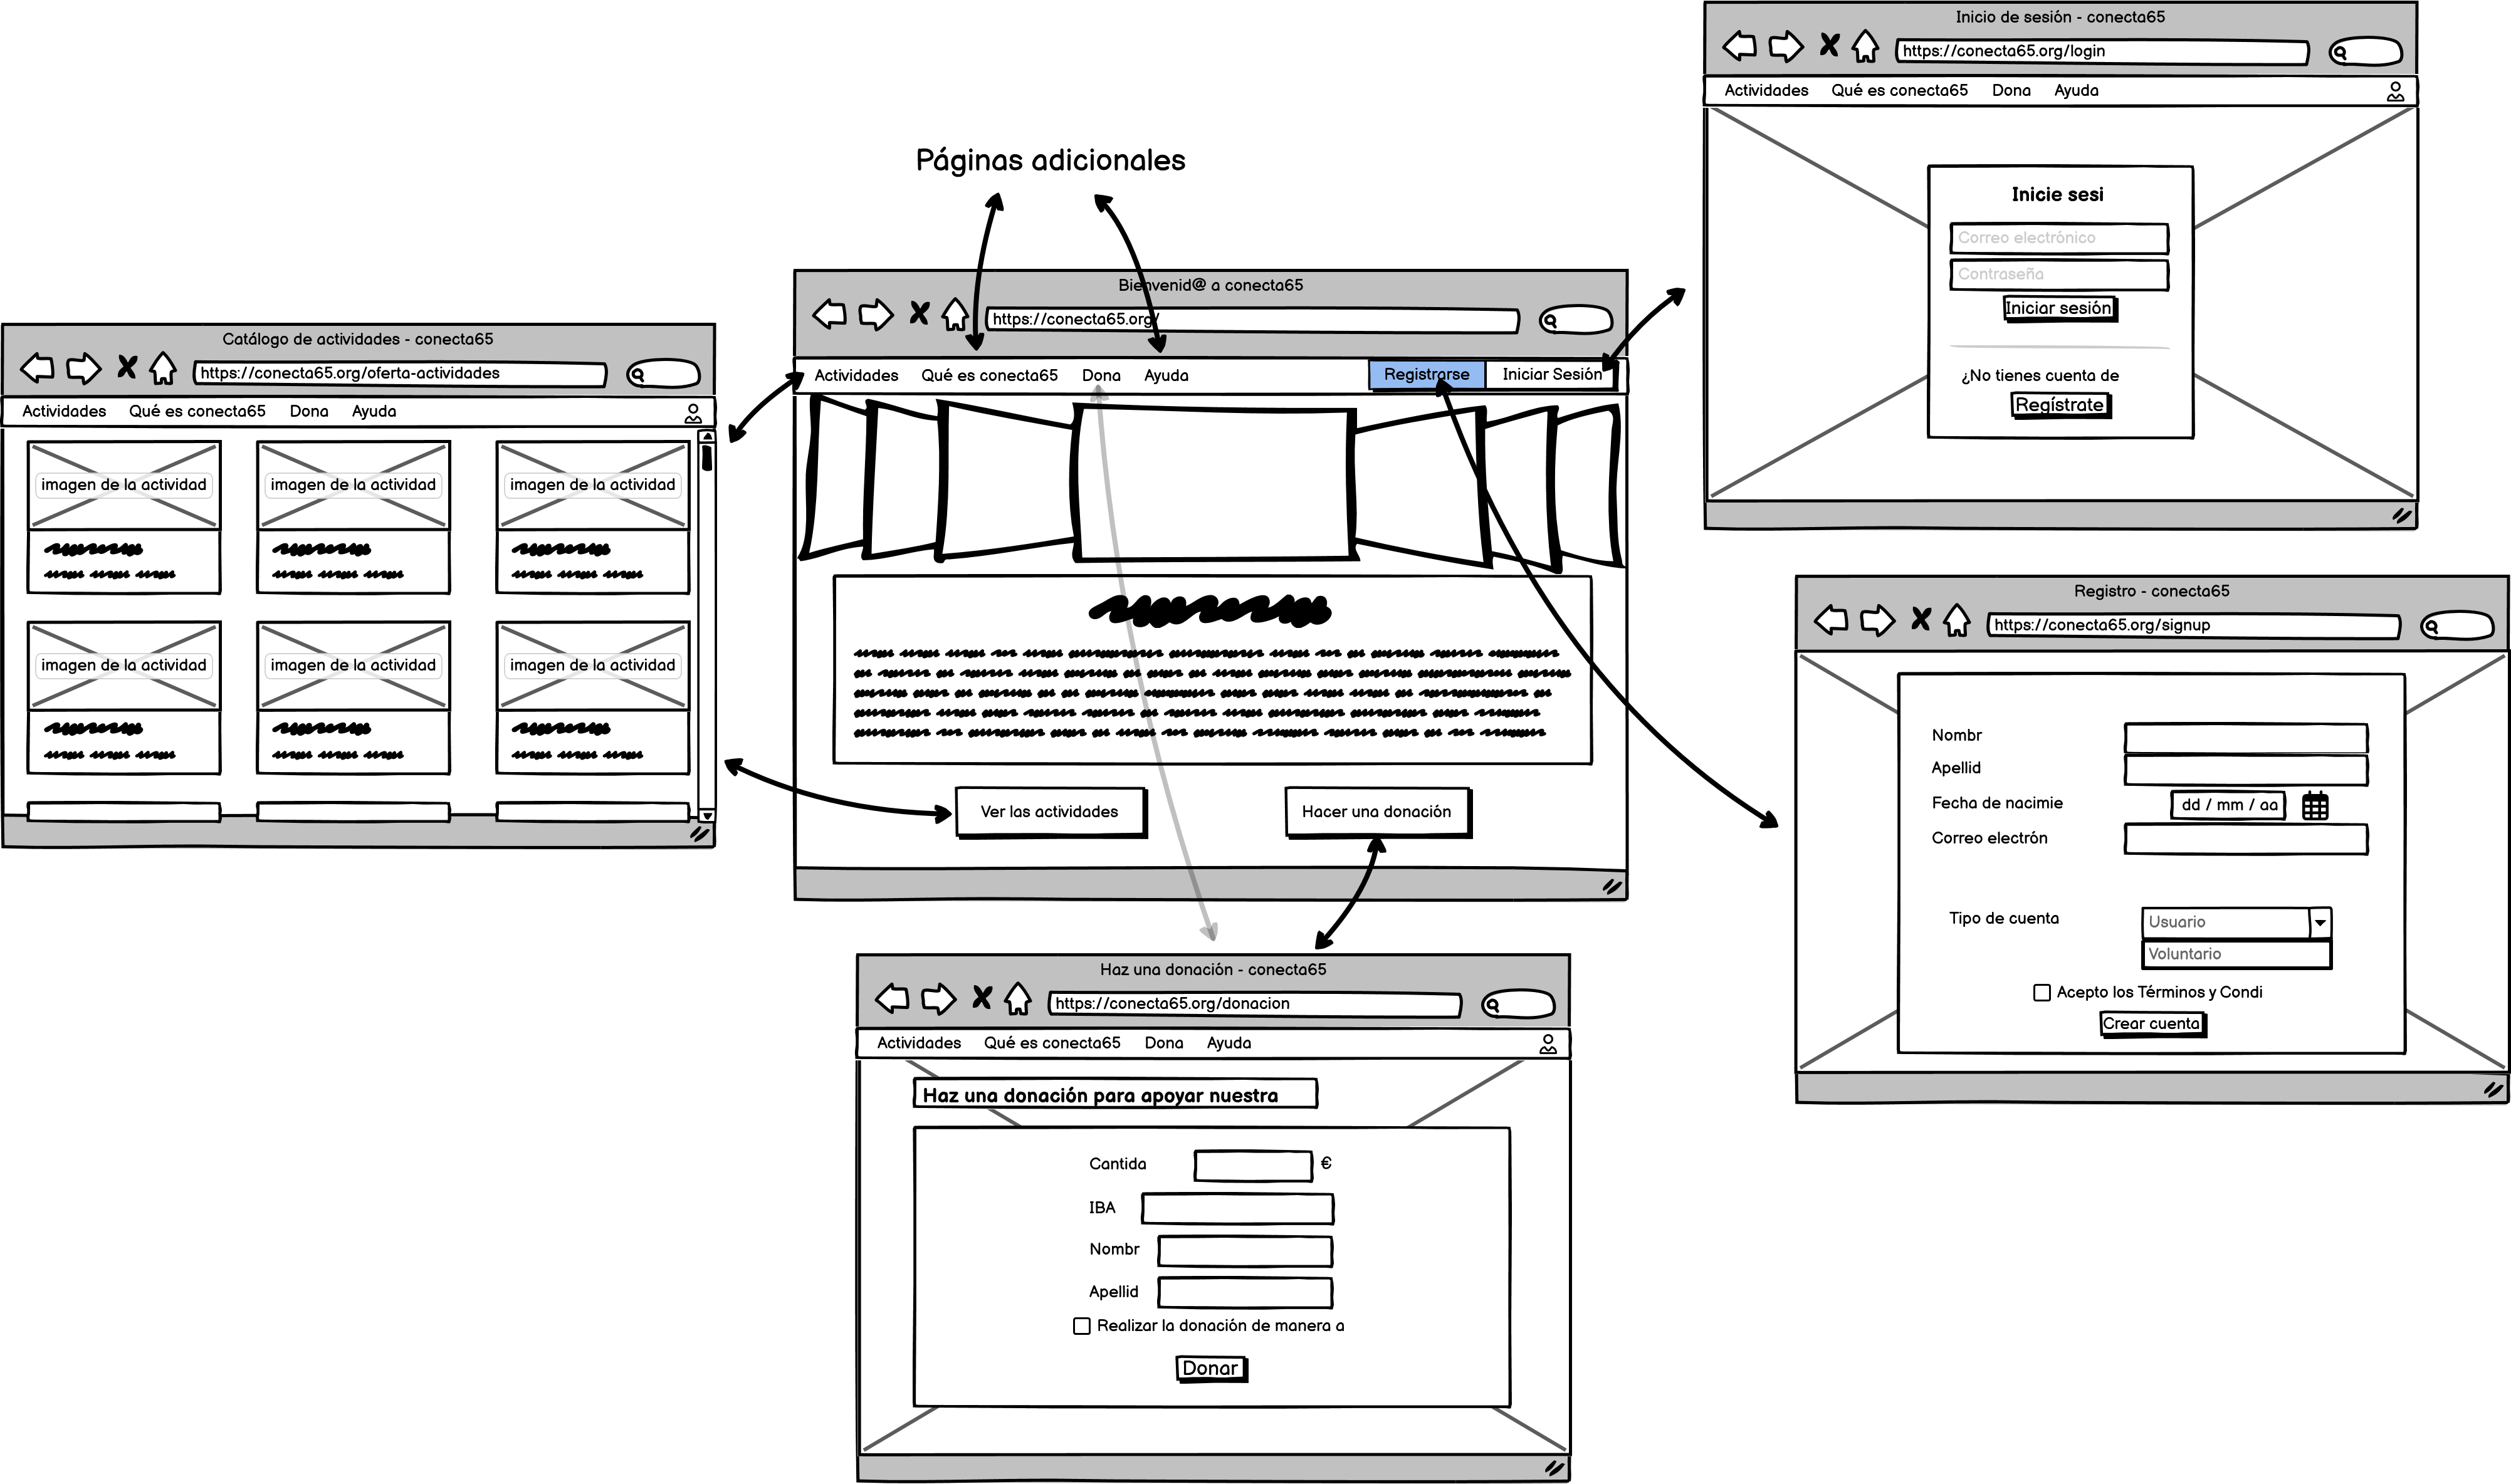 Páginas adicionales
Catálogo de actividades - conecta65
https://conecta65.org/oferta-actividades
Actividades Qué es conecta65 Dona Ayuda
imagen de la actividad imagen de la actividad imagen de la actividad
imagen de la actividad imagen de la actividad imagen de la actividad
Bienvenid@ a conecta65
https://conecta65.org/
Actividades Qué es conecta65 Dona Ayuda Registrarse Iniciar Sesión
Ver las actividades Hacer una donación
Haz una donación - conecta65
https://conecta65.org/donacion
Actividades Qué es conecta65 Dona Ayuda
Haz una donación para apoyar nuestra
Cantida €
IBA
Nombr
Apellid
Realizar la donación de manera a
Donar
Inicio de sesión - conecta65
https://conecta65.org/login
Actividades Qué es conecta65 Dona Ayuda
Inicie sesi
Correo electrónico
Contraseña
Iniciar sesión
¿No tienes cuenta de
Regístrate
Registro - conecta65
https://conecta65.org/signup
Nombr
Apellid
Fecha de nacimie dd / mm / aa
Correo electrón
Tipo de cuenta Usuario
Voluntario
Acepto los Términos y Condi
Crear cuenta